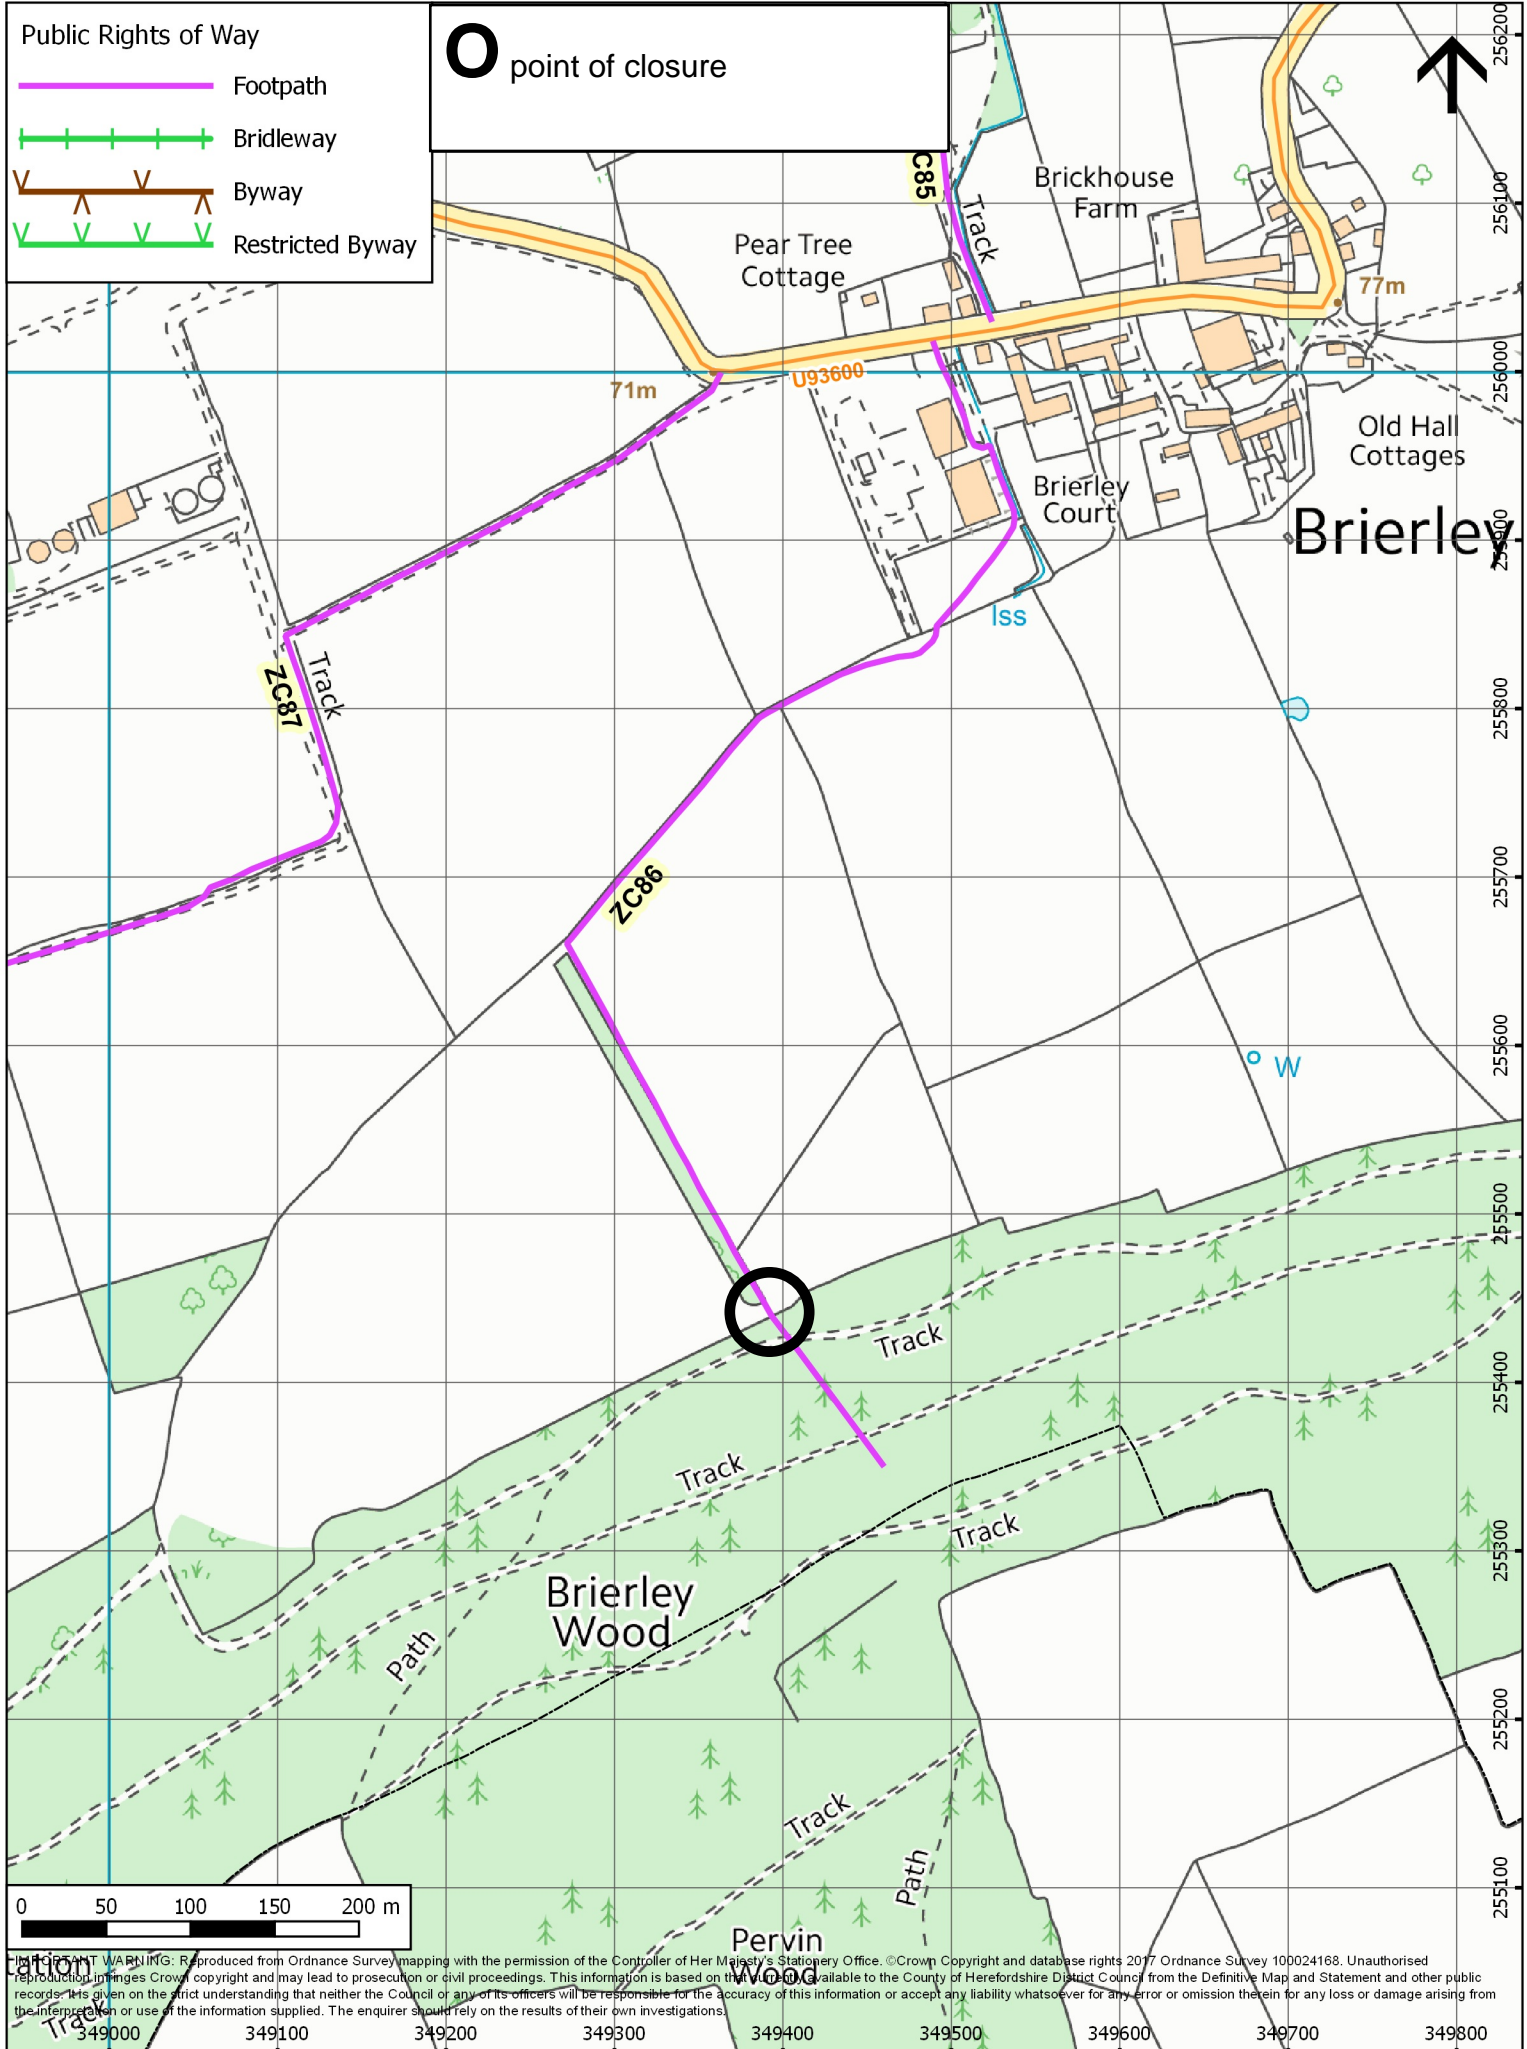 Public Rights of Way
Footpath
Bridleway
Byway
Restricted Byway
O point of closure
256200
C85
Track
Brickhouse
Farm
256100
Pear Tree
Cottage
77m
71m
U93600
256000
Old Hall
Cottages
Brierley
Court
Brierley
255900
Iss
ZC87
Track
255800
ZC86
255700
255600
W
255500
Track
255400
Track
Track
255300
Brierley
Wood
Path
255200
Track
Path
255100
0 50 100 150 200 m
Pervin
Wood
tation
IMPORTANT WARNING: Reproduced from Ordnance Survey mapping with the permission of the Controller of Her Majesty's Stationery Office. ©Crown Copyright and database rights 2017 Ordnance Survey 100024168. Unauthorised
reproduction infringes Crown copyright and may lead to prosecution or civil proceedings. This information is based on that currently available to the County of Herefordshire District Council from the Definitive Map and Statement and other public
records. It is given on the strict understanding that neither the Council or any of its officers will be responsible for the accuracy of this information or accept any liability whatsoever for any error or omission therein for any loss or damage arising from
the interpretation or use of the information supplied. The enquirer should rely on the results of their own investigations.
Track
349000 349100 349200 349300 349400 349500 349600 349700 349800